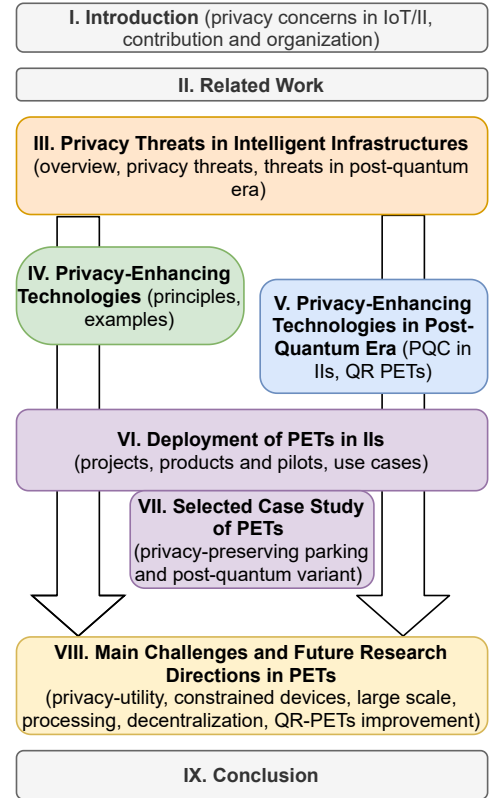 I. Introduction (privacy concerns in IoT/II,
contribution and organization)
II. Related Work
III. Privacy Threats in Intelligent Infrastructures
(overview, privacy threats, threats in post-quantum
era)
IV. Privacy-Enhancing
Technologies (principles,
examples)
V. Privacy-Enhancing
Technologies in Post-
Quantum Era (PQC in
IIs, QR PETs)
VI. Deployment of PETs in IIs
(projects, products and pilots, use cases)
VII. Selected Case Study
of PETs
(privacy-preserving parking
and post-quantum variant)
VIII. Main Challenges and Future Research
Directions in PETs
(privacy-utility, constrained devices, large scale,
processing, decentralization, QR-PETs improvement)
IX. Conclusion